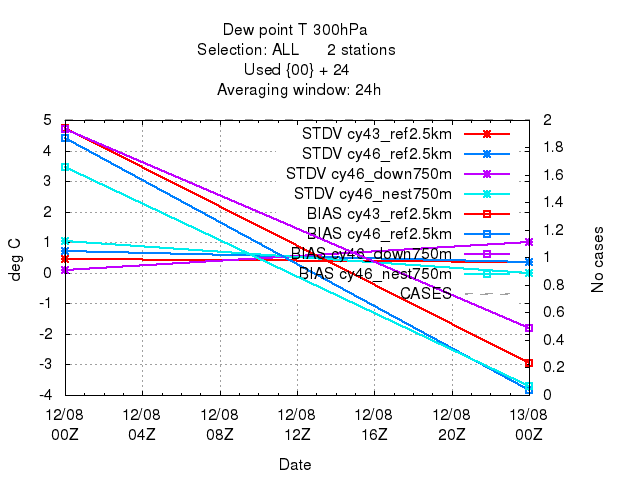 Dew point T 300hPa
Selection: ALL 2 stations
Used {00} + 24
Averaging window: 24h
5
4
3
2
1
0
-1
-2
-3
-4
deg C
2
1.8
1.6
1.4
1.2
1
0.8
0.6
0.4
0.2
0
No cases
STDV cy43_ref2.5km
STDV cy46_ref2.5km
STDV cy46_down750m
STDV cy46_nest750m
BIAS cy43_ref2.5km
BIAS cy46_ref2.5km
BIAS cy43_down750m
BIAS cy46_nest750m
CASES
12/08 12/08 12/08 12/08 12/08 12/08 13/08
00Z 04Z 08Z 12Z 16Z 20Z 00Z
Date